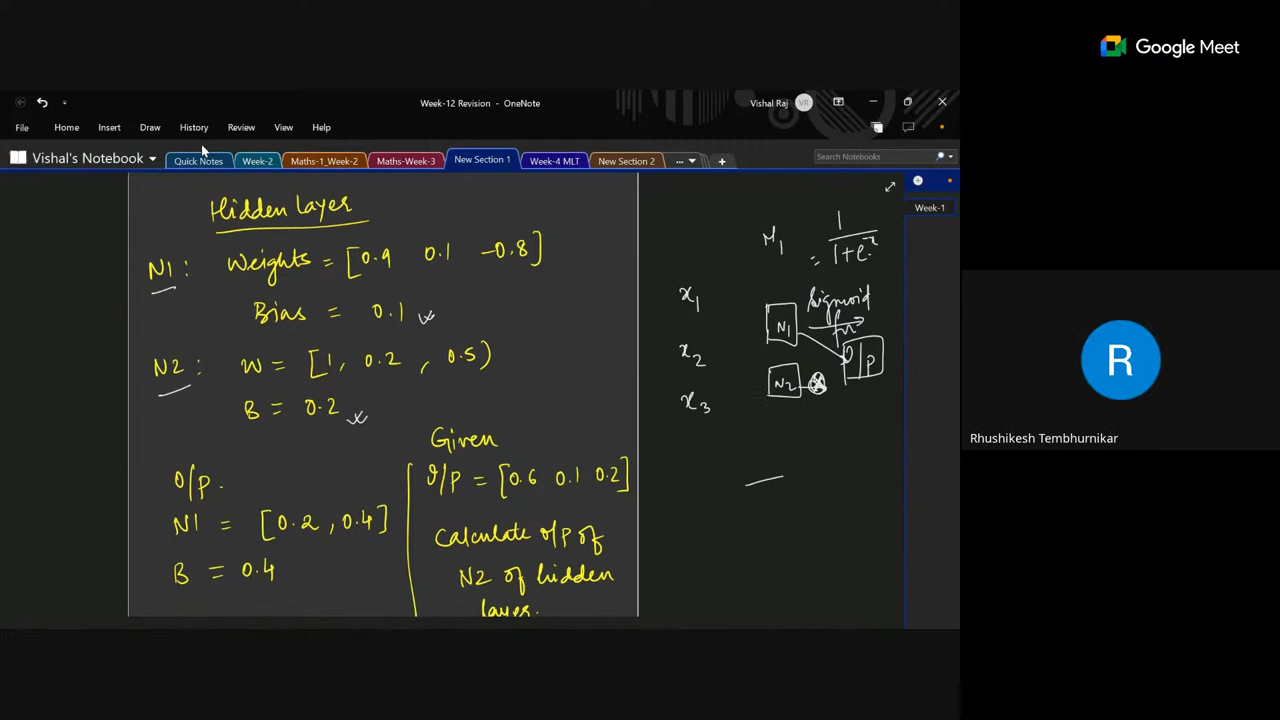 Google Meet
Week-12 Revision - OneNote
Vishal Raj
VR
File
Home
Insert
Draw
History
Review
View
Help
Vishal's Notebook
Quick Notes
Week-2
Maths-1_Week-2
Maths-Week-3
New Section 1
Week-4 MLT
New Section 2
...
Search Notebooks
Week-1
Hidden Layer
N1 : Weights = [0.9 0.1 -0.8]
Bias = 0.1
N2 : W = [1, 0.2 , 0.5)
B = 0.2
O/P.
N1 = [0.2 , 0.4]
B = 0.4
Given
I/P = [0.6 0.1 0.2]
Calculate O/P of
N2 of hidden
layer.
1
= 1+e-x
x1
x2
x3
Sigmoid
fn
N1
N2
O/P
R
Rhushikesh Tembhurnikar